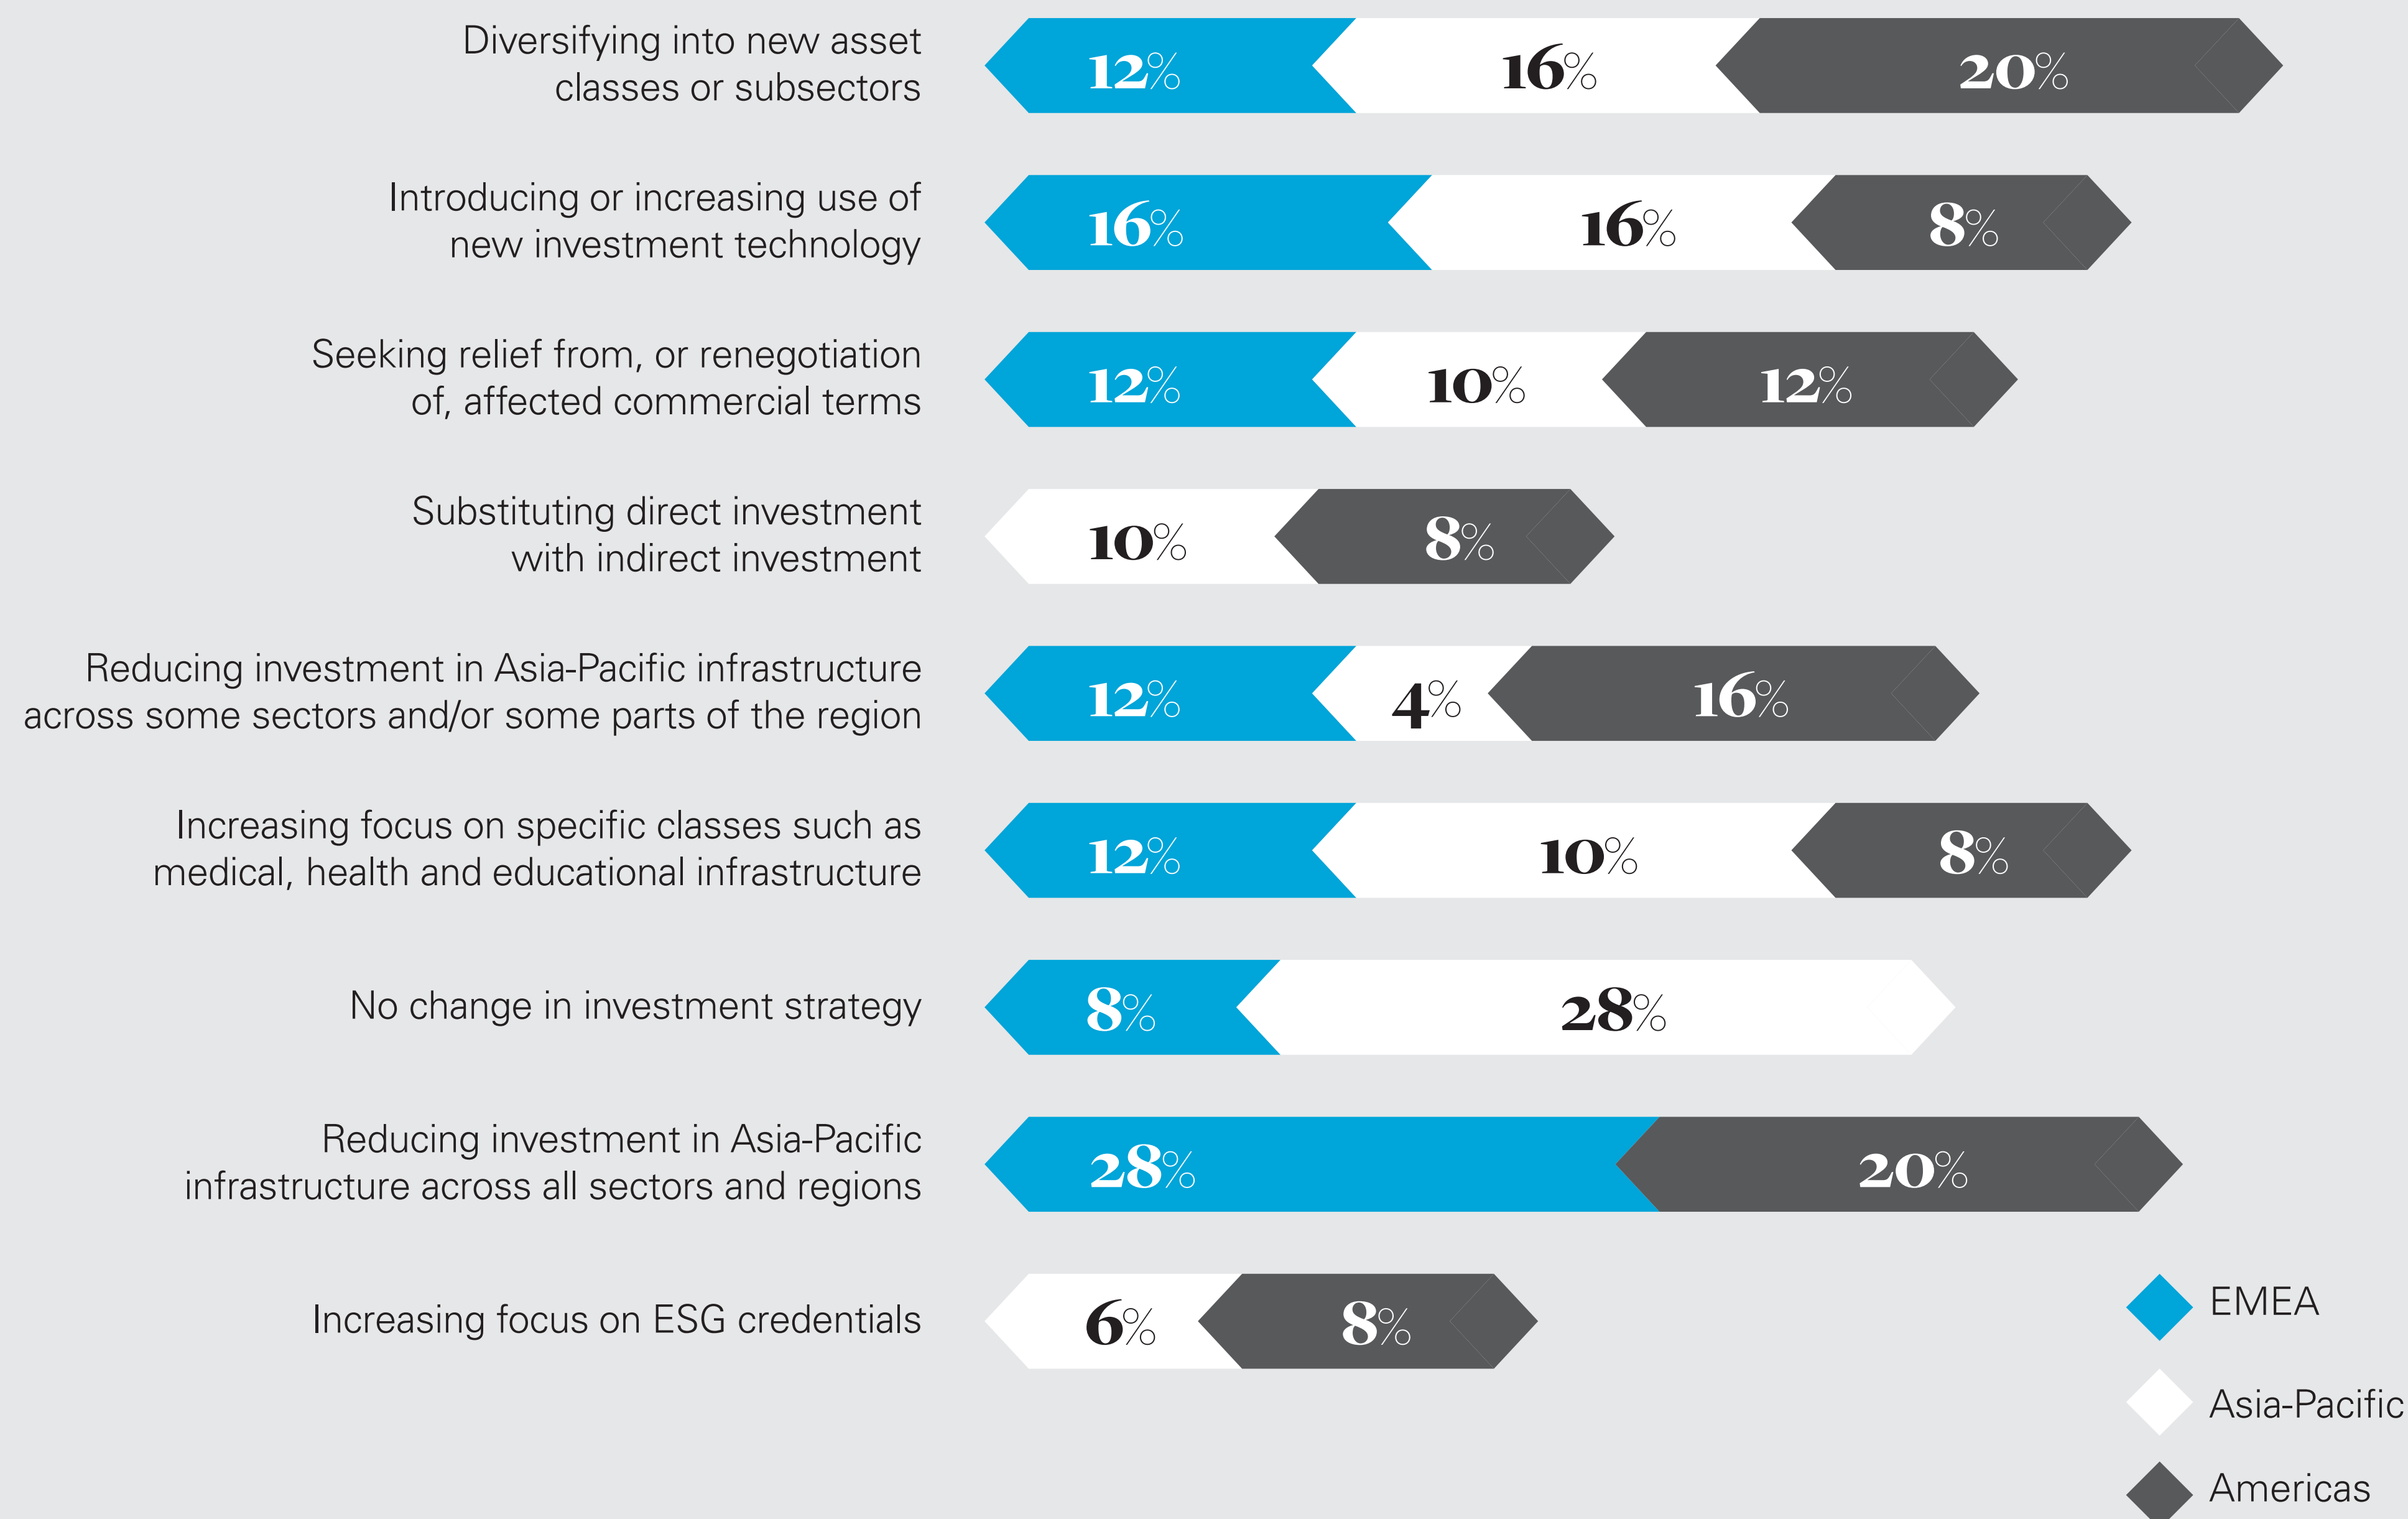 Diversifying into new asset
classes or subsectors
12% 16% 20%
Introducing or increasing use of
new investment technology
16% 16% 8%
Seeking relief from, or renegotiation
of, affected commercial terms
12% 10% 12%
Substituting direct investment
with indirect investment
10% 8%
Reducing investment in Asia-Pacific infrastructure
across some sectors and/or some parts of the region
12% 4% 16%
Increasing focus on specific classes such as
medical, health and educational infrastructure
12% 10% 8%
No change in investment strategy
8% 28%
Reducing investment in Asia-Pacific
infrastructure across all sectors and regions
28% 20%
Increasing focus on ESG credentials
6% 8%
EMEA
Asia-Pacific
Americas